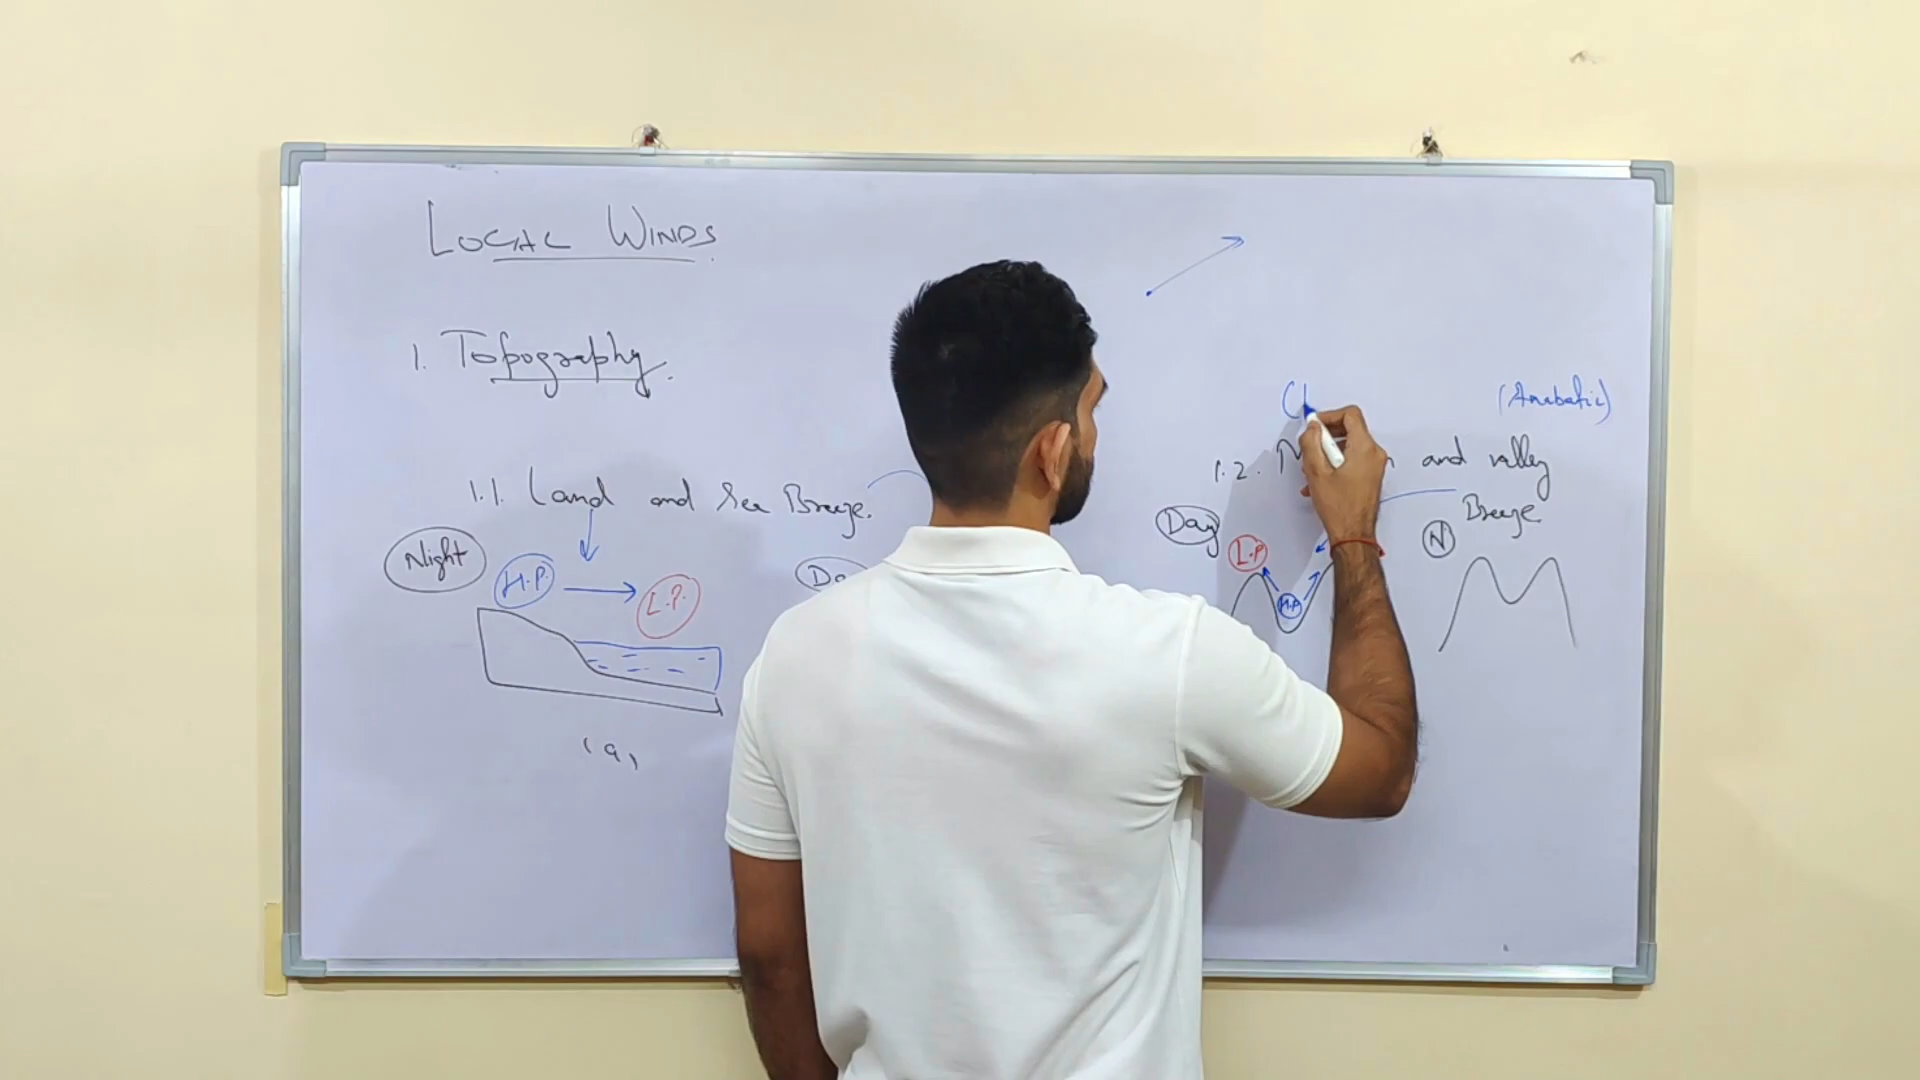 LOCAL WINDS.
1. Topography.
1.1. Land and Sea Breeze.
Night
H.P.
L.P.
(a)
(Anabatic)
1.2. and valley
Breeze
Day
L.P
H.P
N